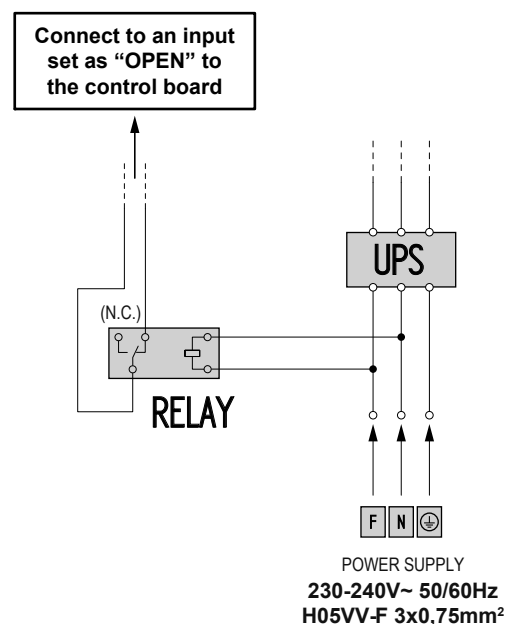 Connect to an input
set as “OPEN” to
the control board
UPS
(N.C.)
RELAY
F N
POWER SUPPLY
230-240V~ 50/60Hz
H05VV-F 3x0,75mm²